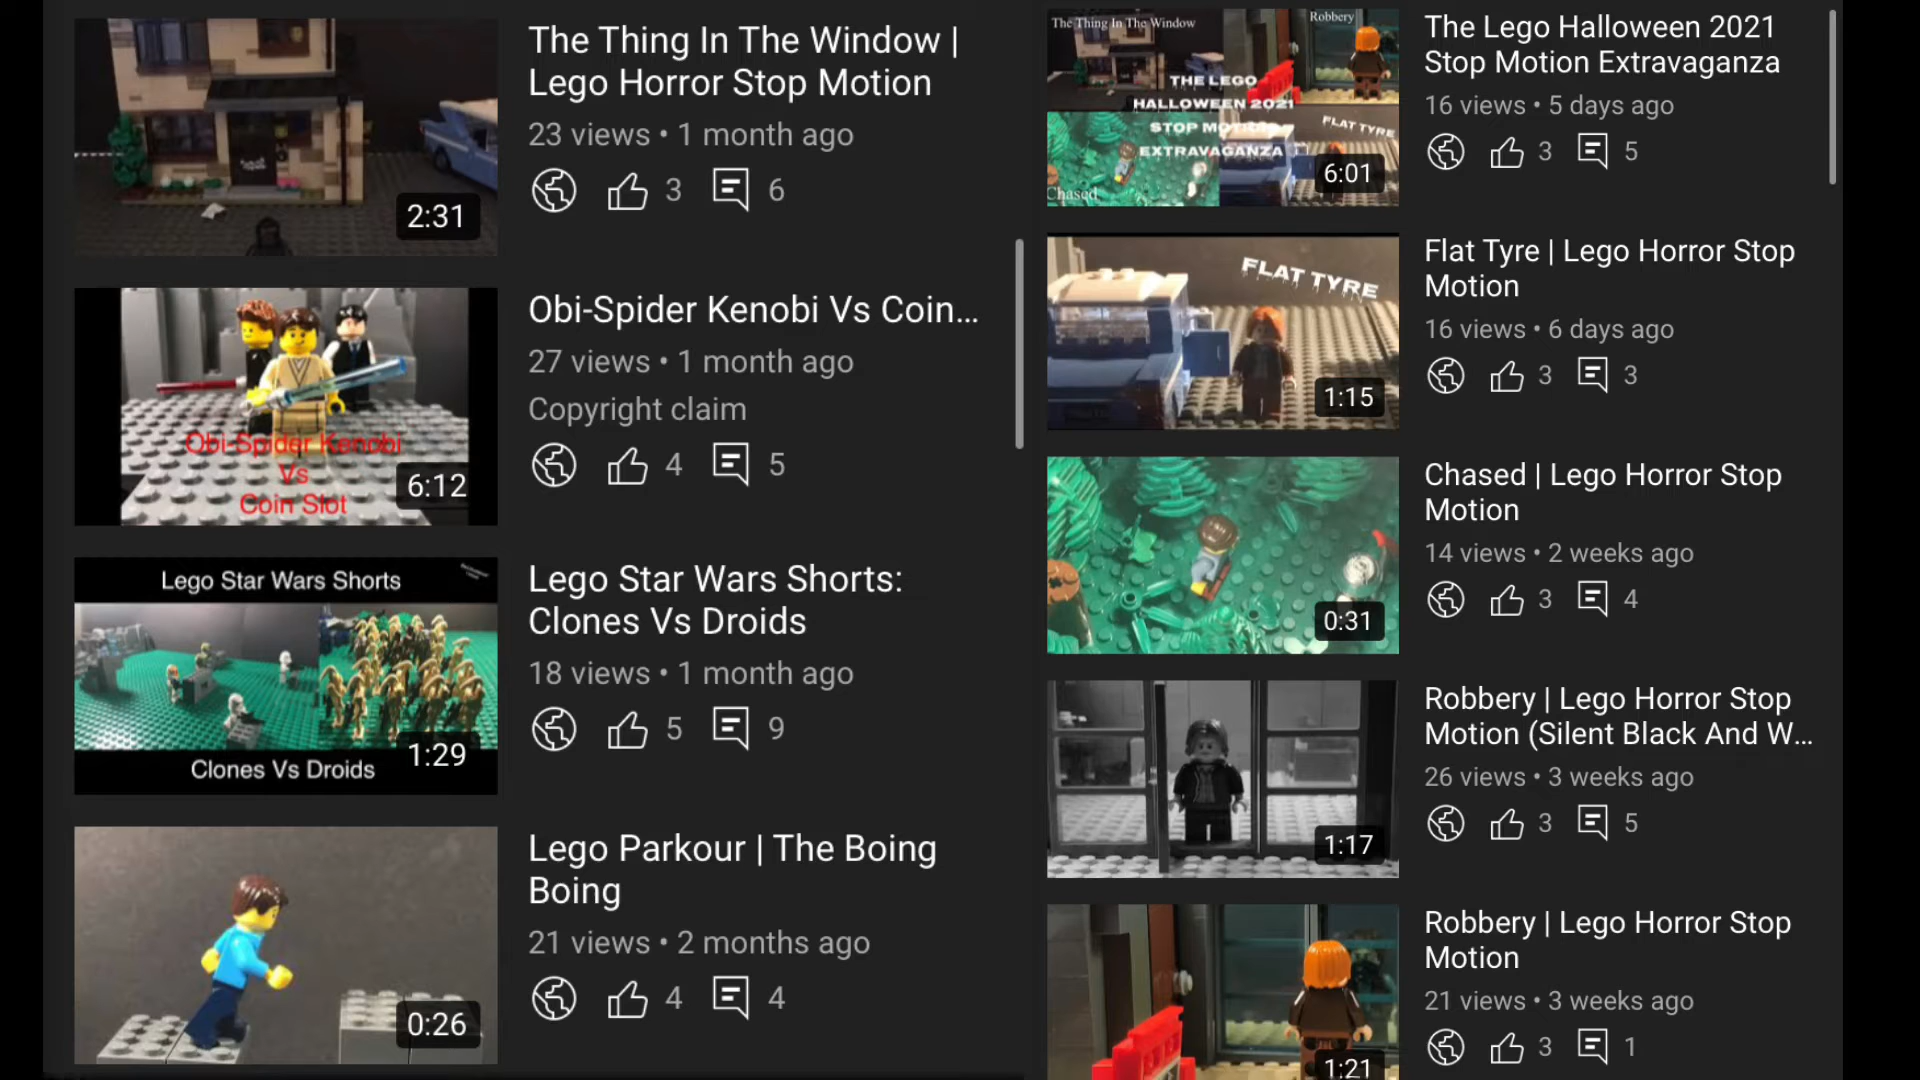 The Thing In The Window |
Lego Horror Stop Motion
23 views • 1 month ago
3
6
2:31
Obi-Spider Kenobi Vs Coin...
27 views • 1 month ago
Copyright claim
4
5
Obi-Spider Kenobi
Vs
Coin Slot
6:12
Lego Star Wars Shorts
Clones Vs Droids
1:29
Lego Star Wars Shorts:
Clones Vs Droids
18 views • 1 month ago
5
9
Lego Parkour | The Boing
Boing
21 views • 2 months ago
4
4
0:26
The Thing In The Window
Robbery
THE LEGO
HALLOWEEN 2021
STOP MOTION
EXTRAVAGANZA
FLAT TYRE
Chased
6:01
The Lego Halloween 2021
Stop Motion Extravaganza
16 views • 5 days ago
3
5
FLAT TYRE
1:15
Flat Tyre | Lego Horror Stop
Motion
16 views • 6 days ago
3
3
0:31
Chased | Lego Horror Stop
Motion
14 views • 2 weeks ago
3
4
1:17
Robbery | Lego Horror Stop
Motion (Silent Black And W...
26 views • 3 weeks ago
3
5
1:21
Robbery | Lego Horror Stop
Motion
21 views • 3 weeks ago
3
1